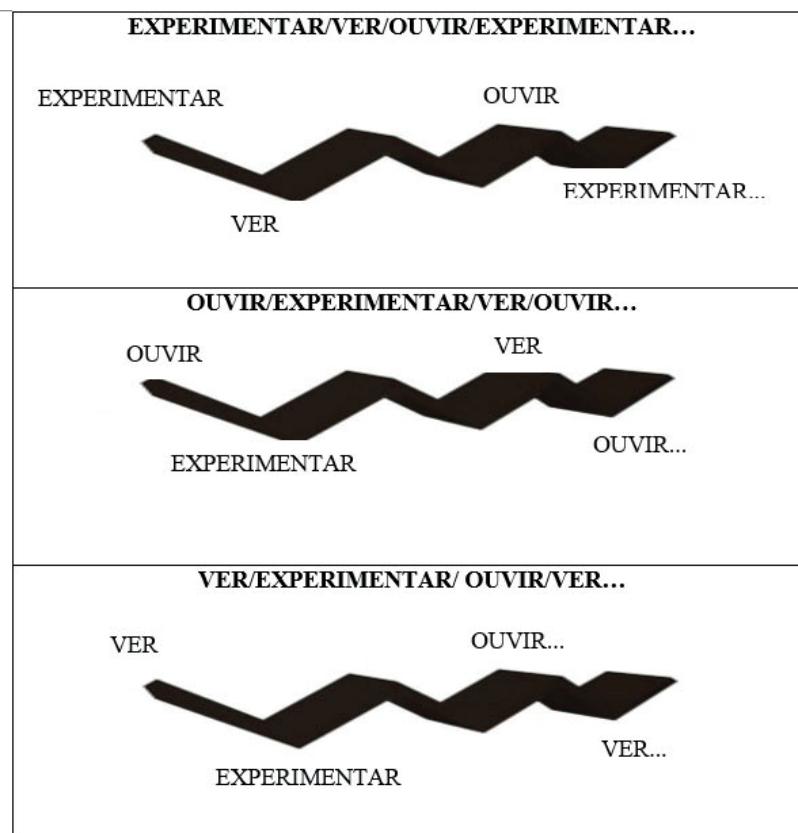 EXPERIMENTAR/VER/OUVIR/EXPERIMENTAR...
EXPERIMENTAR
OUVIR
EXPERIMENTAR...
VER
OUVIR/EXPERIMENTAR/VER/OUVIR...
OUVIR
VER
OUVIR...
EXPERIMENTAR
VER/EXPERIMENTAR/ OUVIR/VER...
VER
OUVIR...
VER...
EXPERIMENTAR